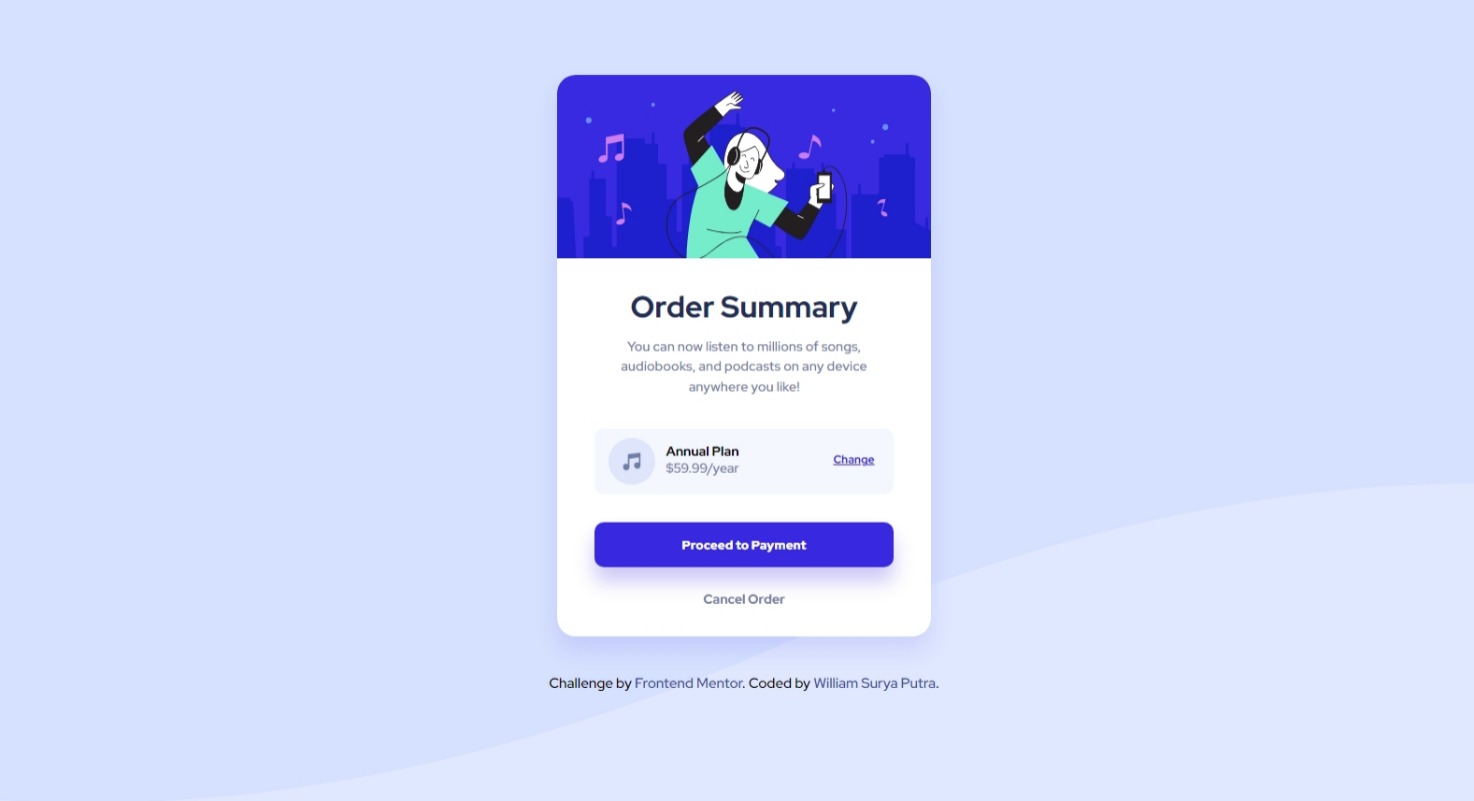 Order Summary
You can now listen to millions of songs,
audiobooks, and podcasts on any device
anywhere you like!
Annual Plan
$59.99/year
Change
Proceed to Payment
Cancel Order
Challenge by Frontend Mentor. Coded by William Surya Putra.